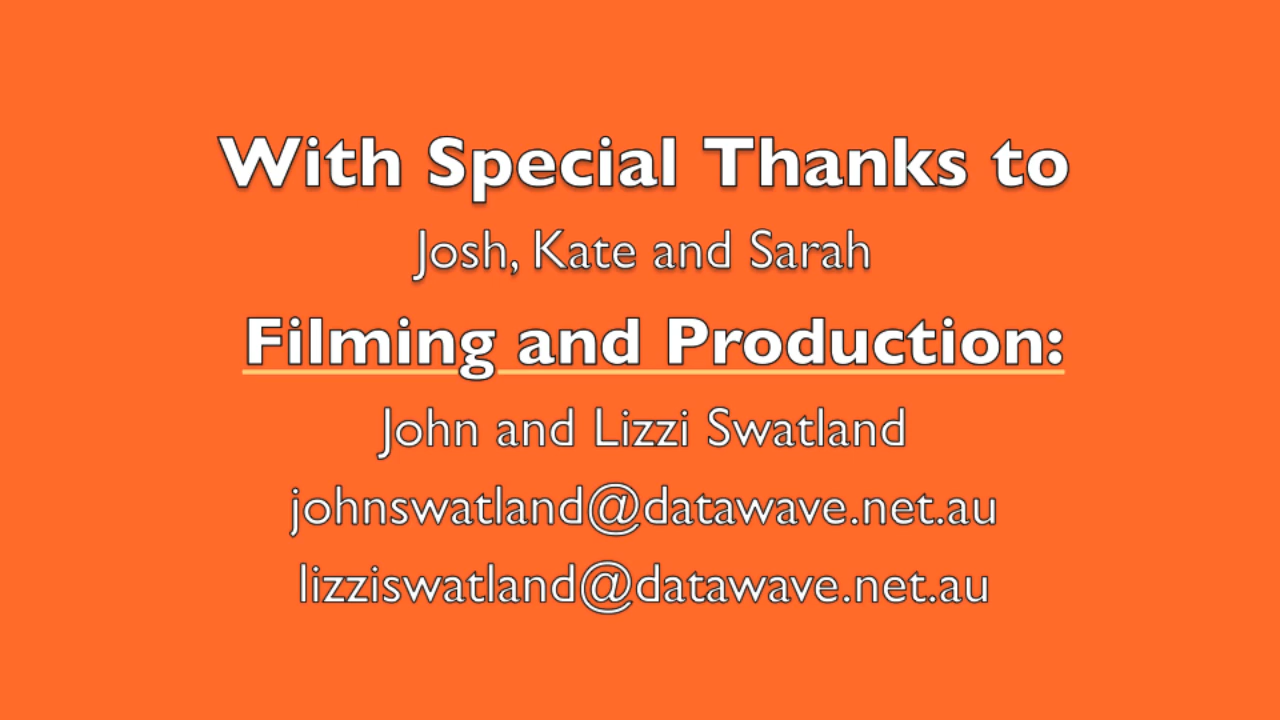 With Special Thanks to
Josh, Kate and Sarah
Filming and Production:
John and Lizzi Swatland
johnswatland@datawave.net.au
lizziswatland@datawave.net.au